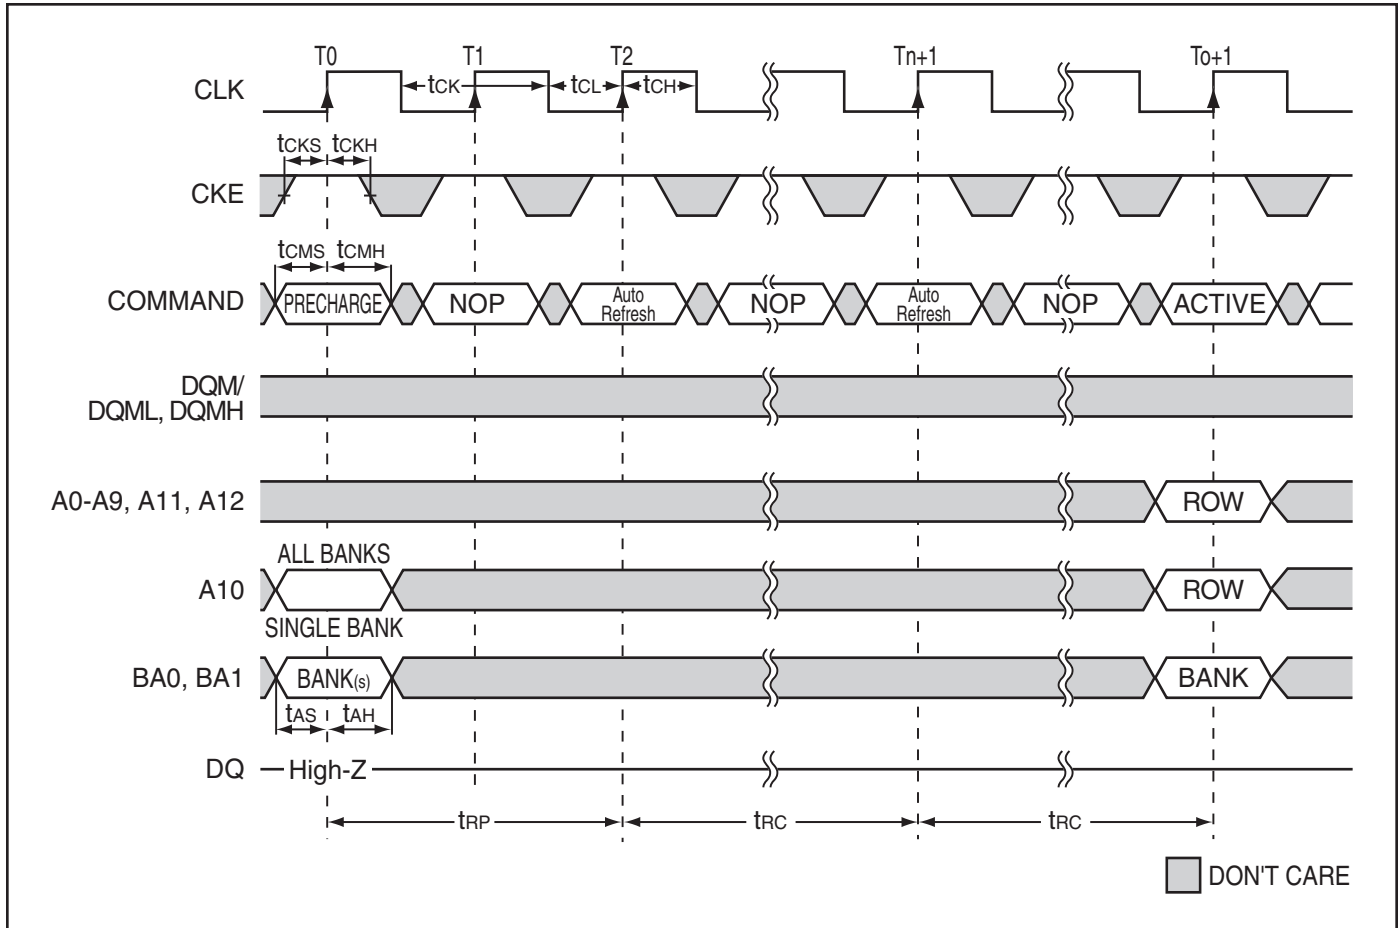 T0 T1 T2 Tn+1 To+1
CLK tCK tCL tCH
tCKS tCKH
CKE
tCMS tCMH
COMMAND PRECHARGE NOP Auto Refresh NOP Auto Refresh NOP ACTIVE
DQM/
DQML, DQMH
A0-A9, A11, A12 ROW
ALL BANKS
A10 ROW
SINGLE BANK
BA0, BA1 BANK(s) BANK
tAS tAH
DQ High-Z
tRP tRC tRC
DON'T CARE